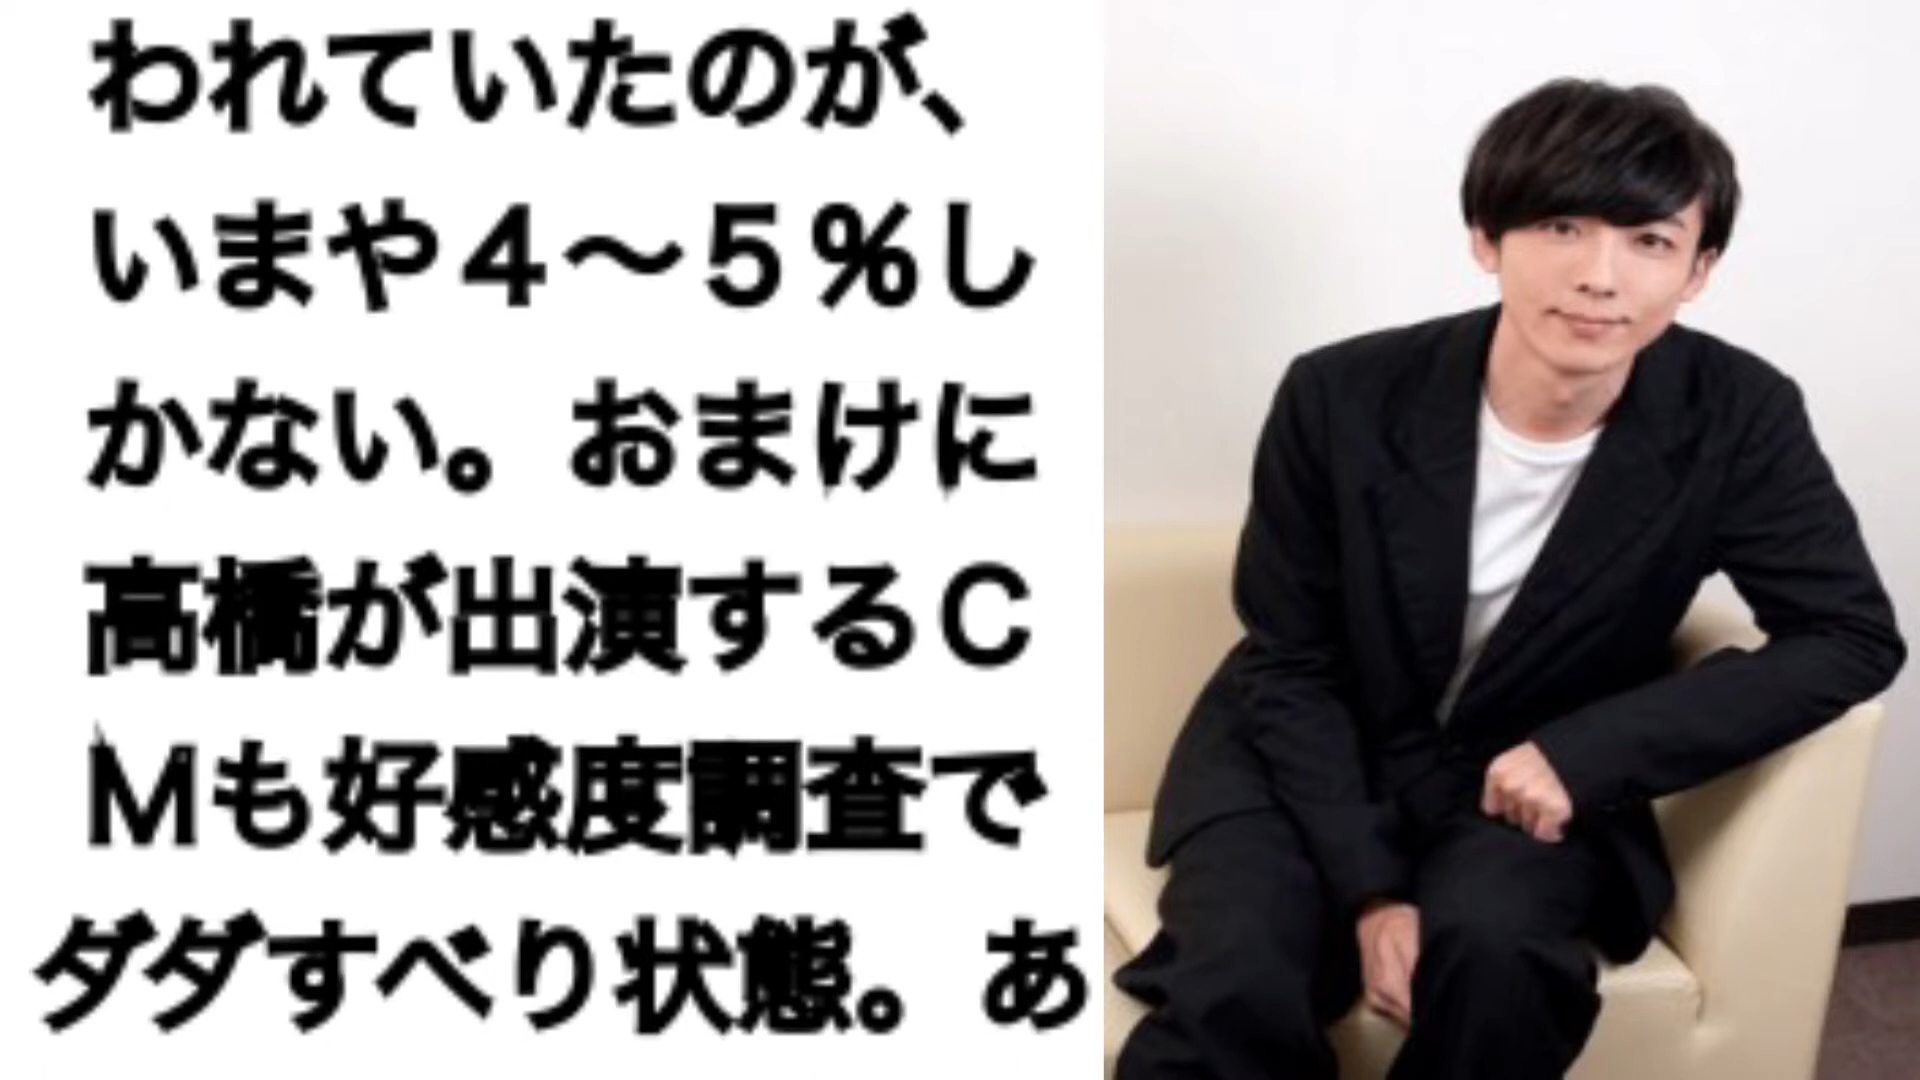 われていたのが、
いまや４～５％し
かない。おまけに
高橋が出演するＣ
Ｍも好感度調査で
ダダすべり状態。あ